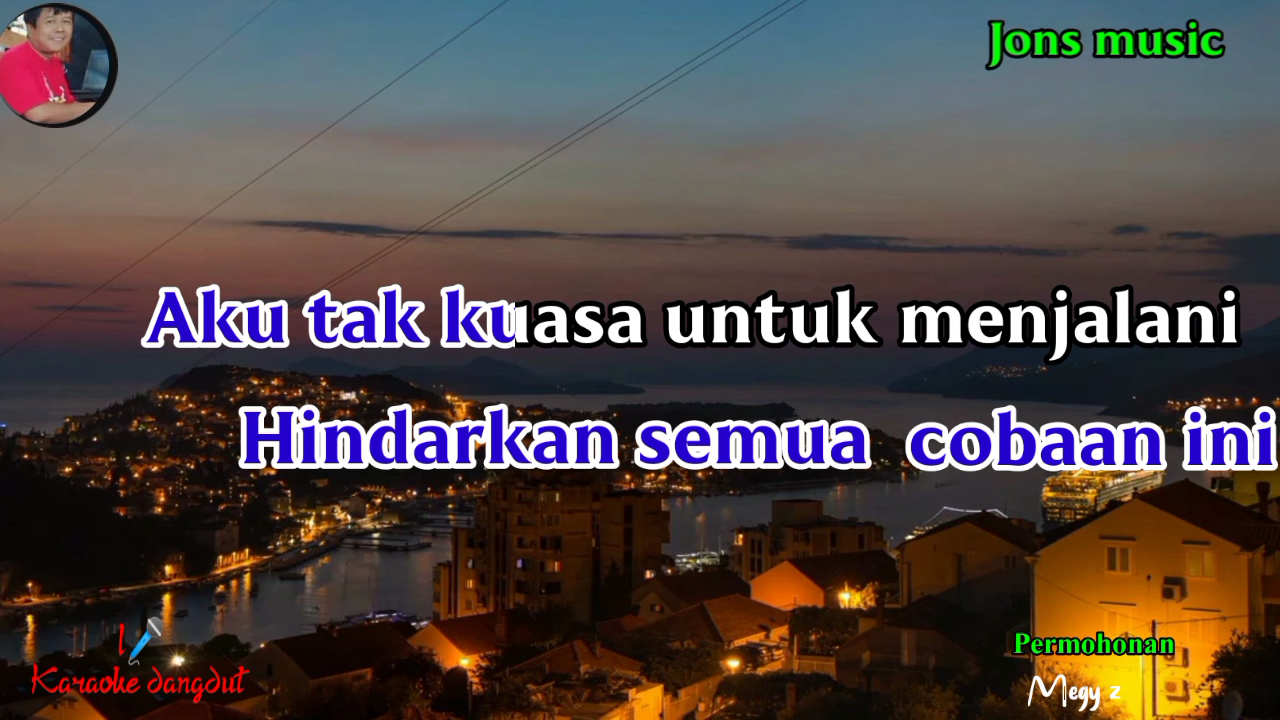 Jons music
Aku tak kuasa untuk menjalani
Hindarkan semua cobaan ini
I
Karaoke dangdut
Permohonan
Megy z